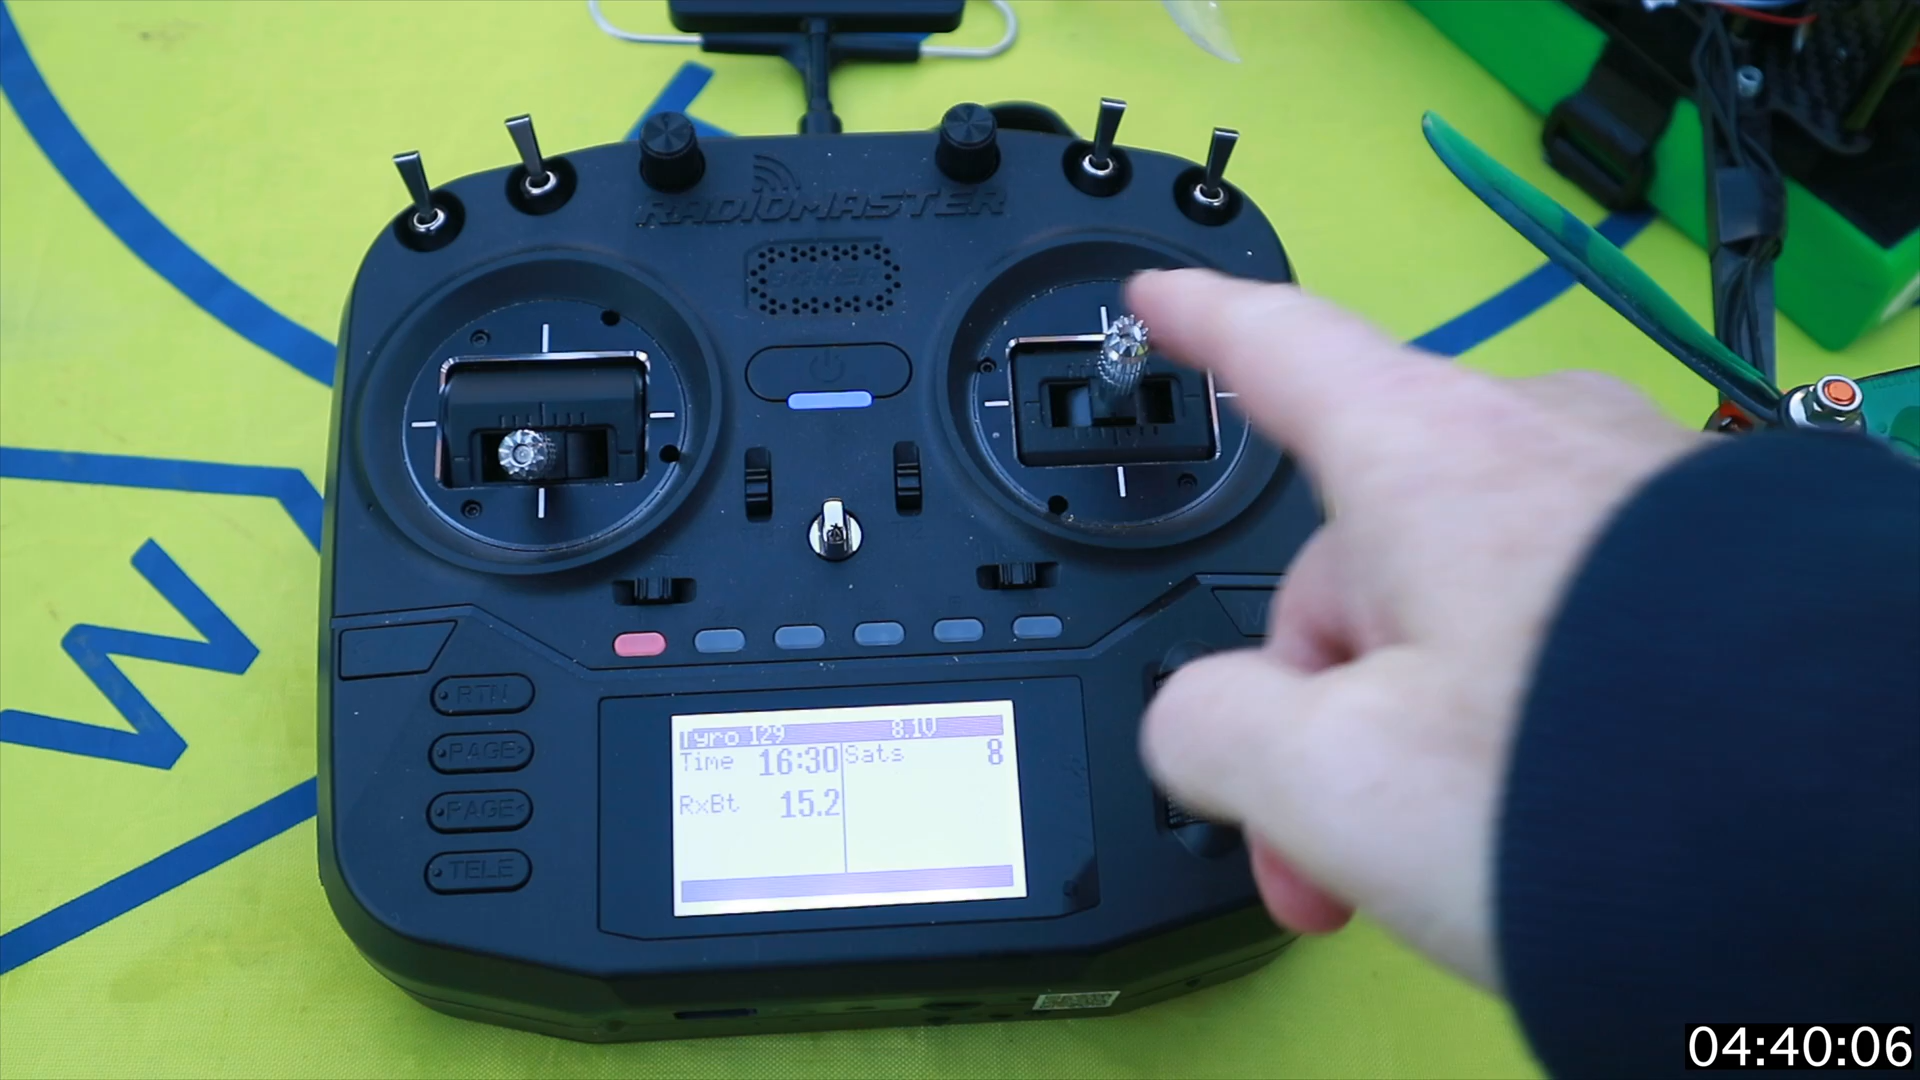 RADIOMASTER
BOXER
RTN
PAGE>
PAGE<
TELE
Tyro 129 8.1V
Time 16:30 Sats 8
RxBt 15.2
W
04:40:06